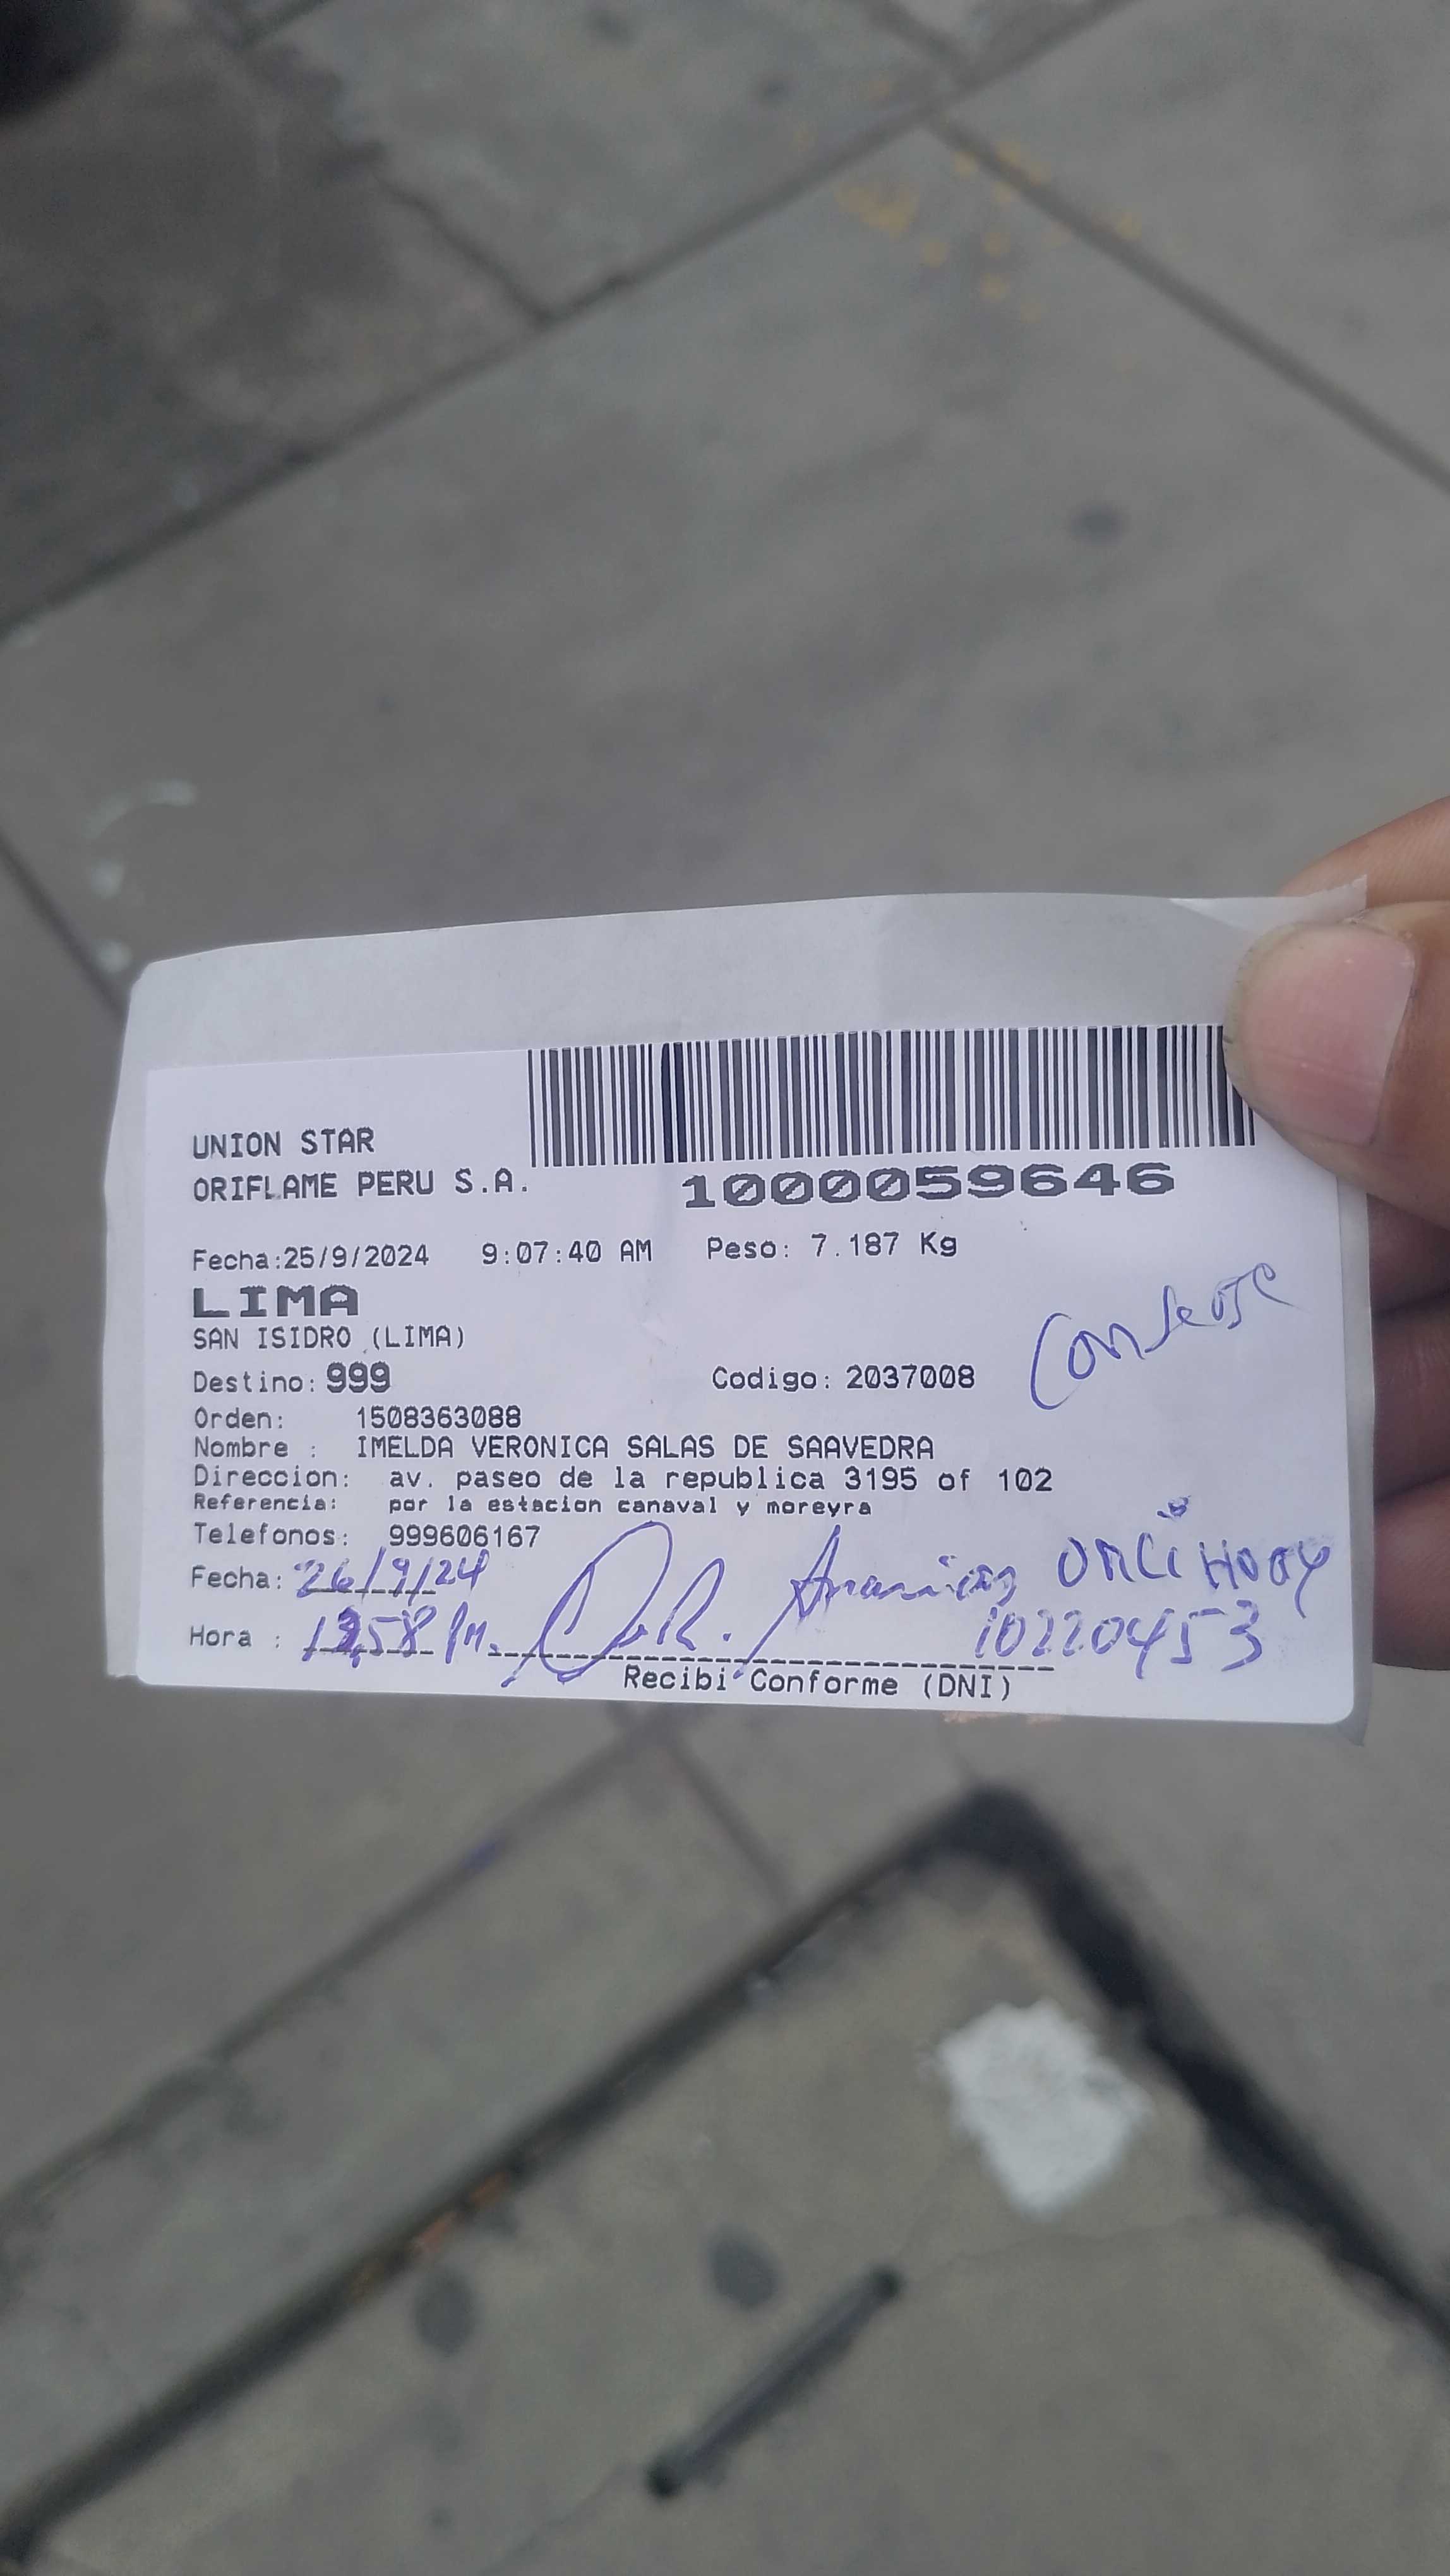 UNION STAR
ORIFLAME PERU S.A.
1000059646
Fecha:25/9/2024 9:07:40 AM Peso: 7.187 Kg
LIMA
SAN ISIDRO (LIMA)
Destino: 999 Codigo: 2037008
Orden: 1508363088
Nombre : IMELDA VERONICA SALAS DE SAAVEDRA
Direccion: av. paseo de la republica 3195 of 102
Referencia: por la estacion canaval y moreyra
Telefonos: 999606167
Fecha: 26/9/24
Hora : Pm. 10220453
Recibi Conforme (DNI)